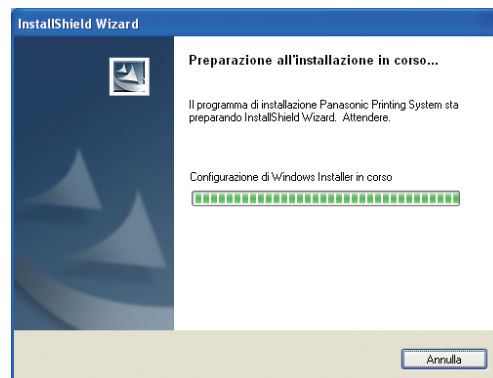 InstallShield Wizard
Preparazione all'installazione in corso...
Il programma di installazione Panasonic Printing System sta
preparando InstallShield Wizard. Attendere.
Configurazione di Windows Installer in corso
Annulla